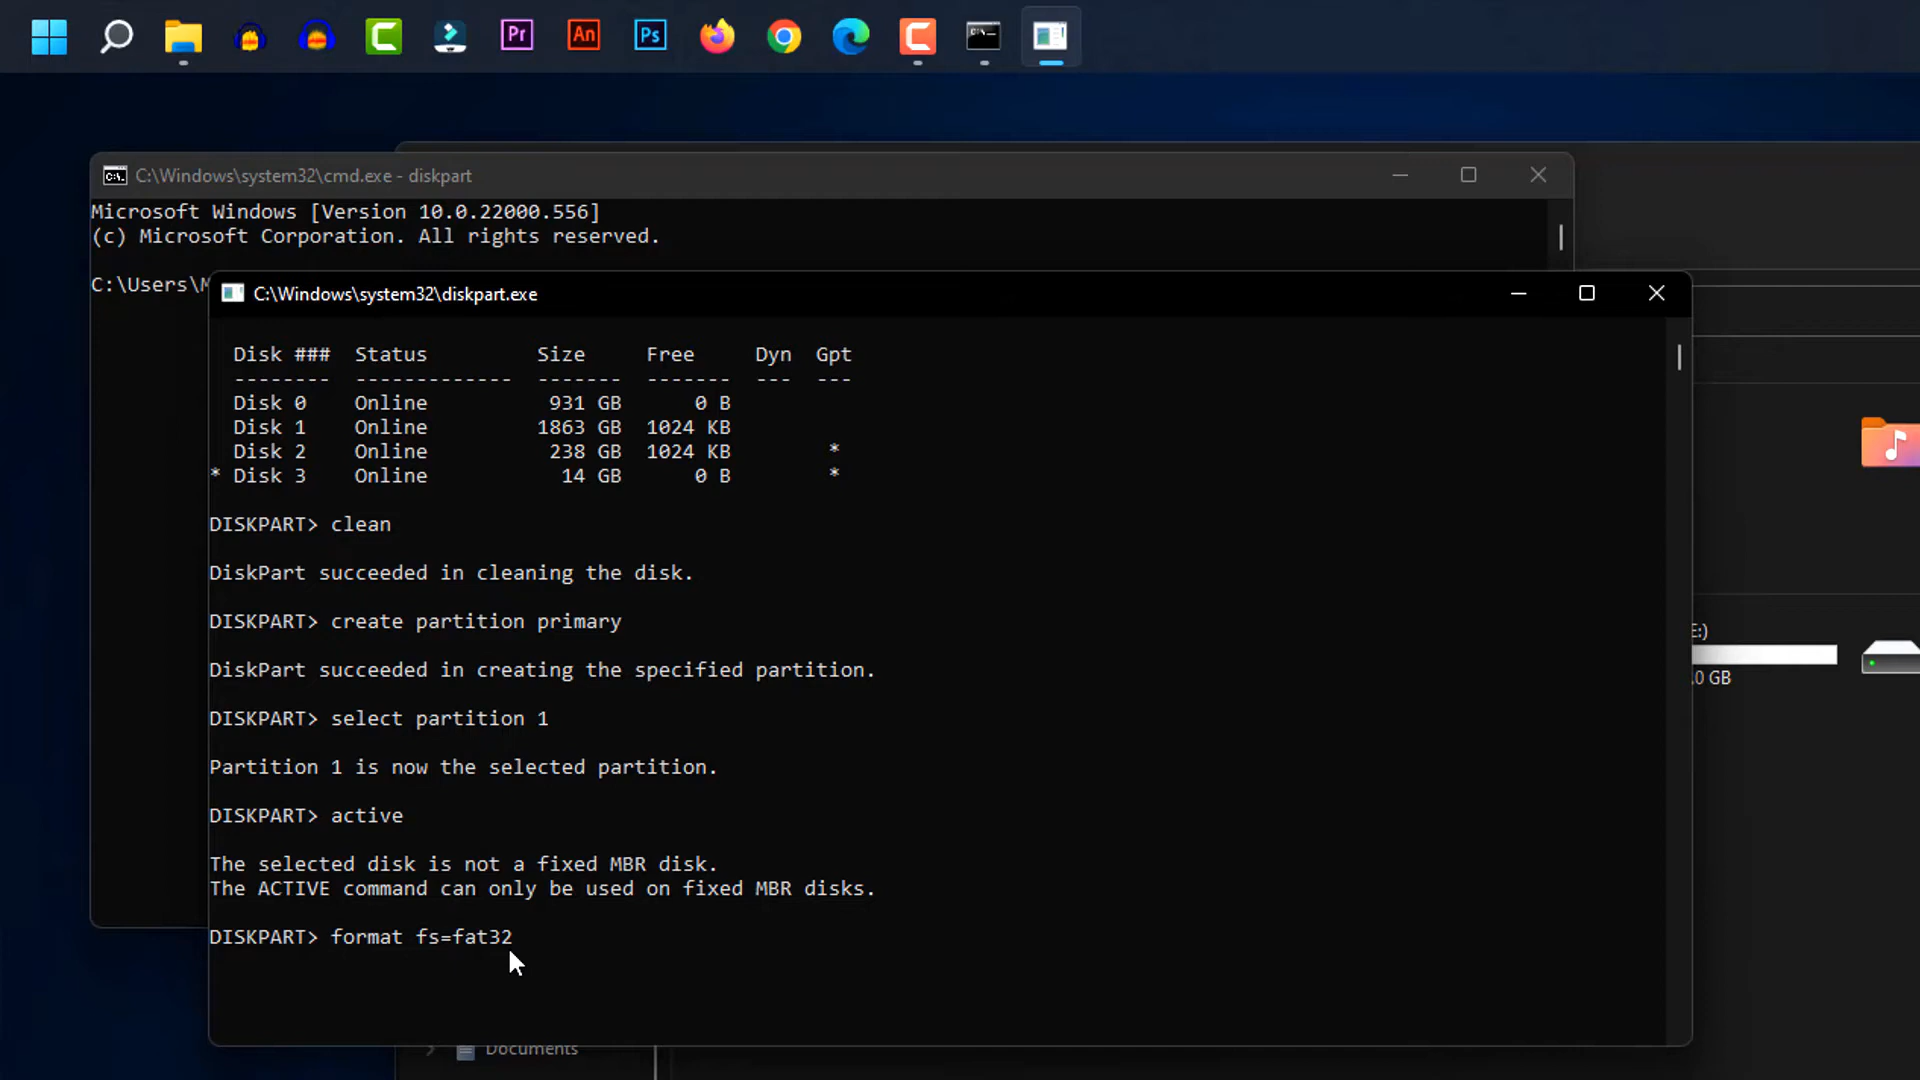 Pr
An
Ps
C:\Windows\system32\cmd.exe - diskpart
Microsoft Windows [Version 10.0.22000.556]
(c) Microsoft Corporation. All rights reserved.
C:\Users\M
C:\Windows\system32\diskpart.exe
Disk ###  Status         Size     Free     Dyn  Gpt
--------  -------------  -------  -------  ---  ---
Disk 0    Online          931 GB      0 B
Disk 1    Online         1863 GB  1024 KB
Disk 2    Online          238 GB  1024 KB        *
* Disk 3    Online           14 GB      0 B        *
DISKPART> clean
DiskPart succeeded in cleaning the disk.
DISKPART> create partition primary
DiskPart succeeded in creating the specified partition.
DISKPART> select partition 1
Partition 1 is now the selected partition.
DISKPART> active
The selected disk is not a fixed MBR disk.
The ACTIVE command can only be used on fixed MBR disks.
DISKPART> format fs=fat32
E:)
.0 GB
Documents